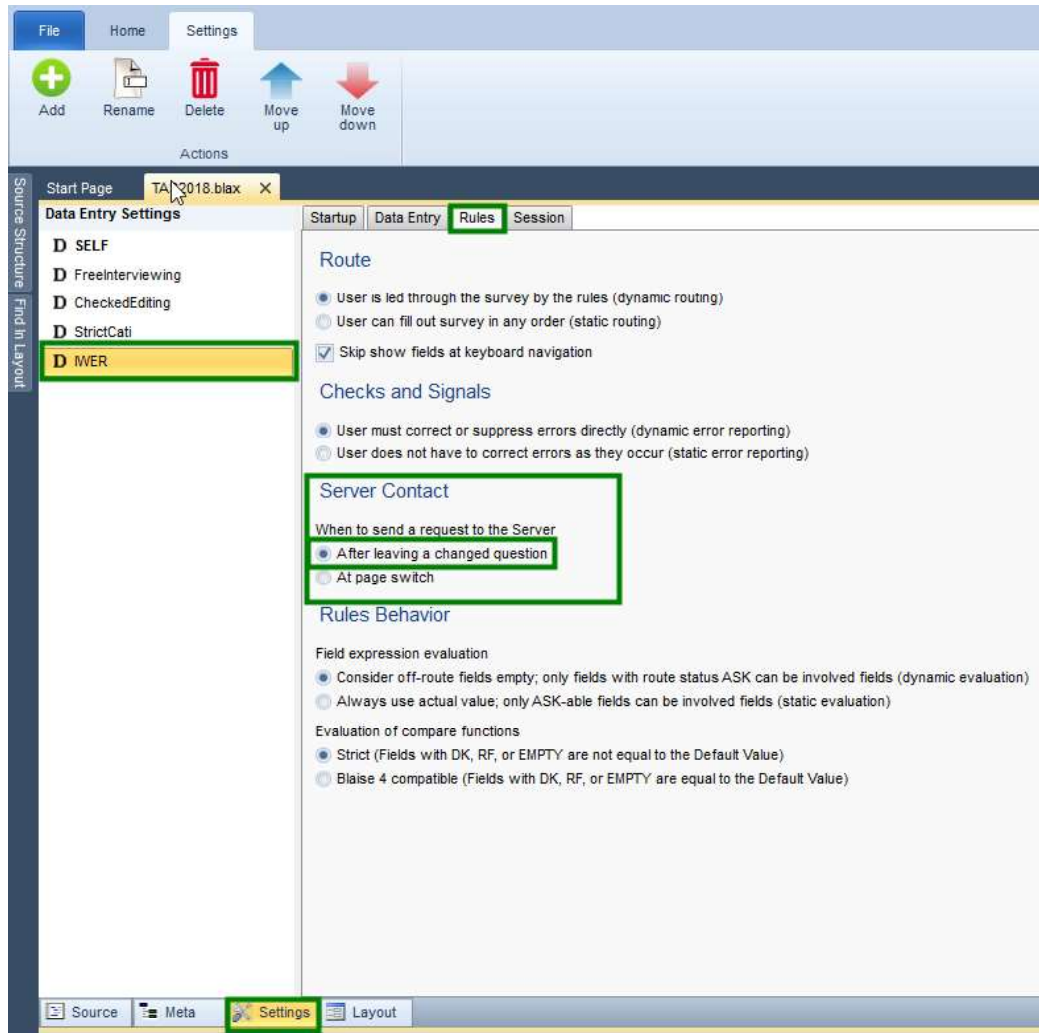 File Home Settings
Add Rename Delete Move up Move down
Actions
Source Structure
Find in Layout
Start Page TA 2018.blax X
Data Entry Settings
Startup Data Entry Rules Session
D SELF
D FreeInterviewing
D CheckedEditing
D StrictCati
D IWER
Route
User is led through the survey by the rules (dynamic routing)
User can fill out survey in any order (static routing)
Skip show fields at keyboard navigation
Checks and Signals
User must correct or suppress errors directly (dynamic error reporting)
User does not have to correct errors as they occur (static error reporting)
Server Contact
When to send a request to the Server
After leaving a changed question
At page switch
Rules Behavior
Field expression evaluation
Consider off-route fields empty; only fields with route status ASK can be involved fields (dynamic evaluation)
Always use actual value; only ASK-able fields can be involved fields (static evaluation)
Evaluation of compare functions
Strict (Fields with DK, RF, or EMPTY are not equal to the Default Value)
Blaise 4 compatible (Fields with DK, RF, or EMPTY are equal to the Default Value)
Source Meta Settings Layout